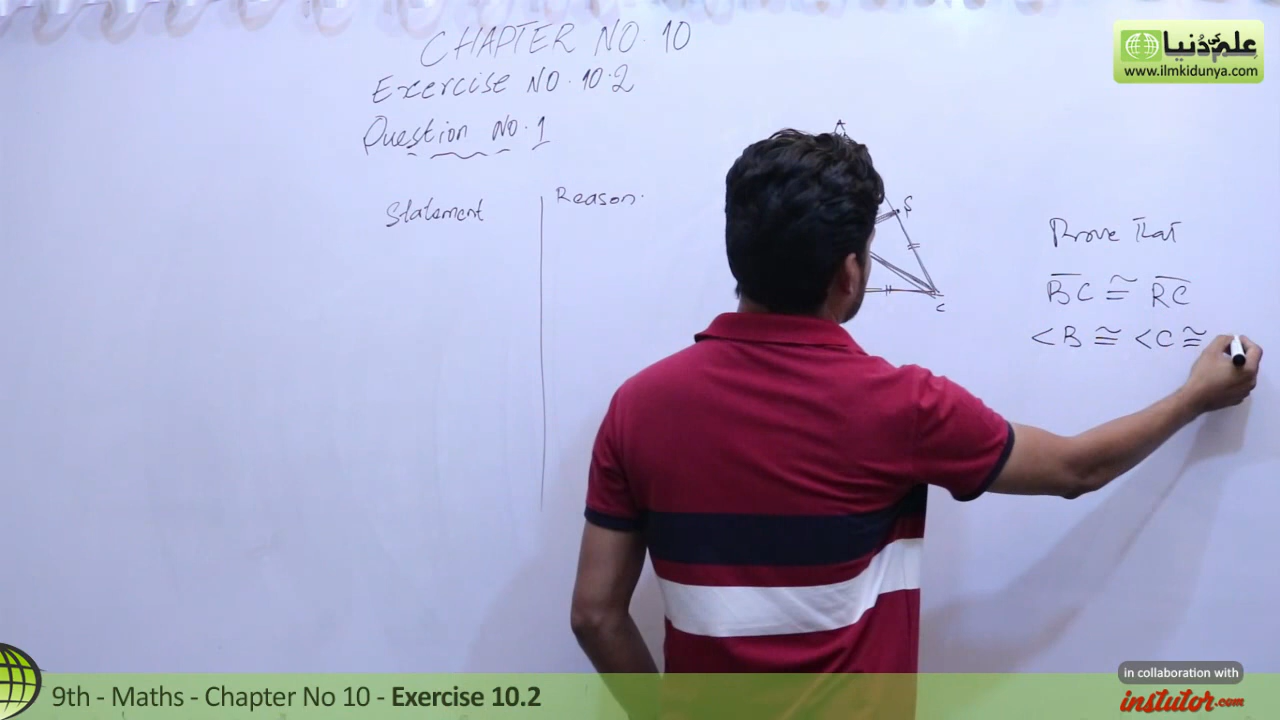 CHAPTER NO. 10
Exercise NO. 10.2
Question No. 1
Statement
Reason.
A
S
C
Prove That
BC ≅ RC
<B ≅ <C ≅
علم کی دُنیا
www.ilmkidunya.com
9th - Maths - Chapter No 10 - Exercise 10.2
in collaboration with
instutor.com